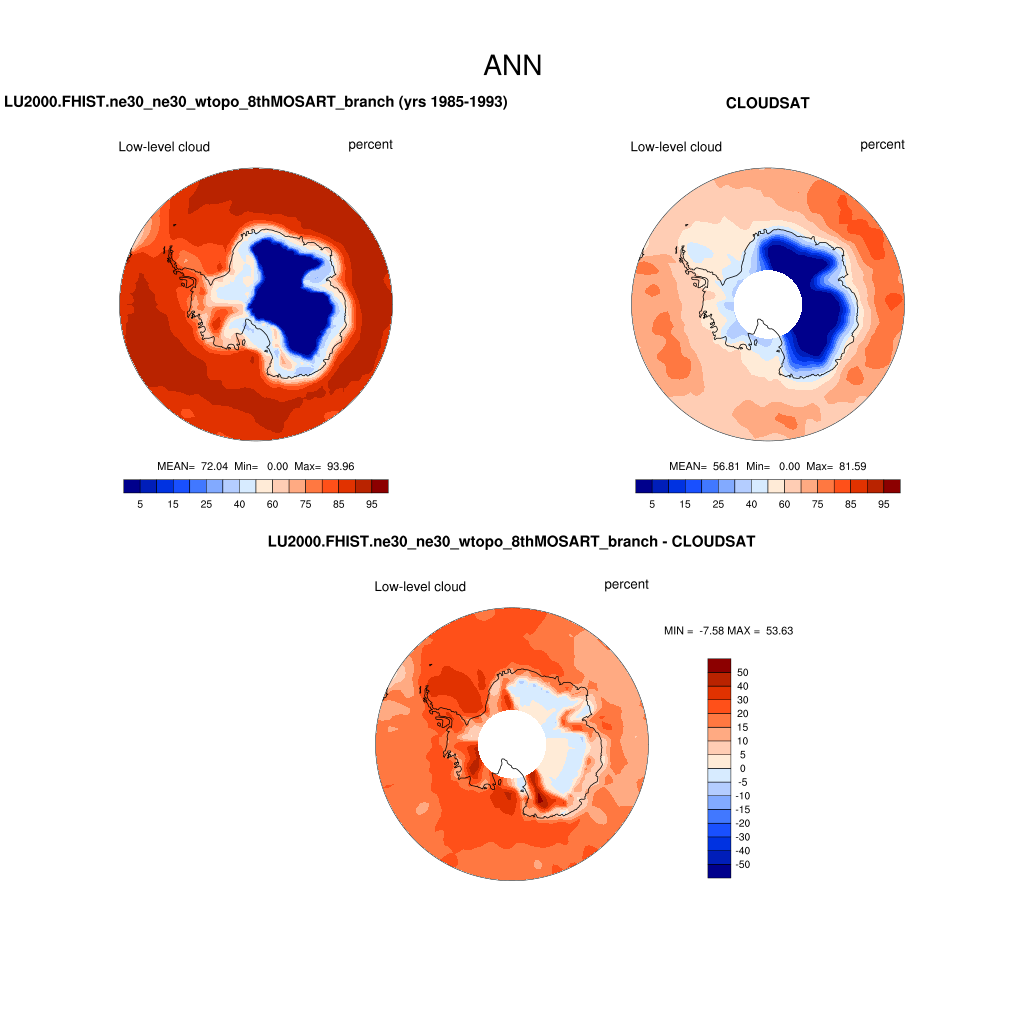 ANN
LU2000.FHIST.ne30_ne30_wtopo_8thMOSART_branch (yrs 1985-1993)
CLOUDSAT
Low-level cloud
percent
Low-level cloud
percent
MEAN= 72.04 Min= 0.00 Max= 93.96
MEAN= 56.81 Min= 0.00 Max= 81.59
5 15 25 40 60 75 85 95
5 15 25 40 60 75 85 95
LU2000.FHIST.ne30_ne30_wtopo_8thMOSART_branch - CLOUDSAT
Low-level cloud
percent
MIN = -7.58 MAX = 53.63
50
40
30
20
15
10
5
0
-5
-10
-15
-20
-30
-40
-50